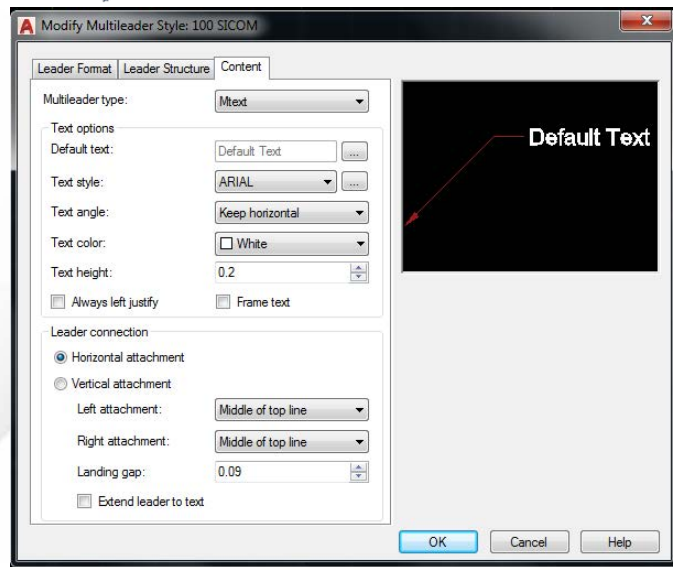 Modify Multileader Style: 100 SICOM
Leader Format Leader Structure Content
Multileader type: Mtext
Text options
Default text: Default Text ...
Text style: ARIAL ...
Text angle: Keep horizontal
Text color: White
Text height: 0.2
Always left justify Frame text
Leader connection
Horizontal attachment
Vertical attachment
Left attachment: Middle of top line
Right attachment: Middle of top line
Landing gap: 0.09
Extend leader to text
Default Text
OK Cancel Help